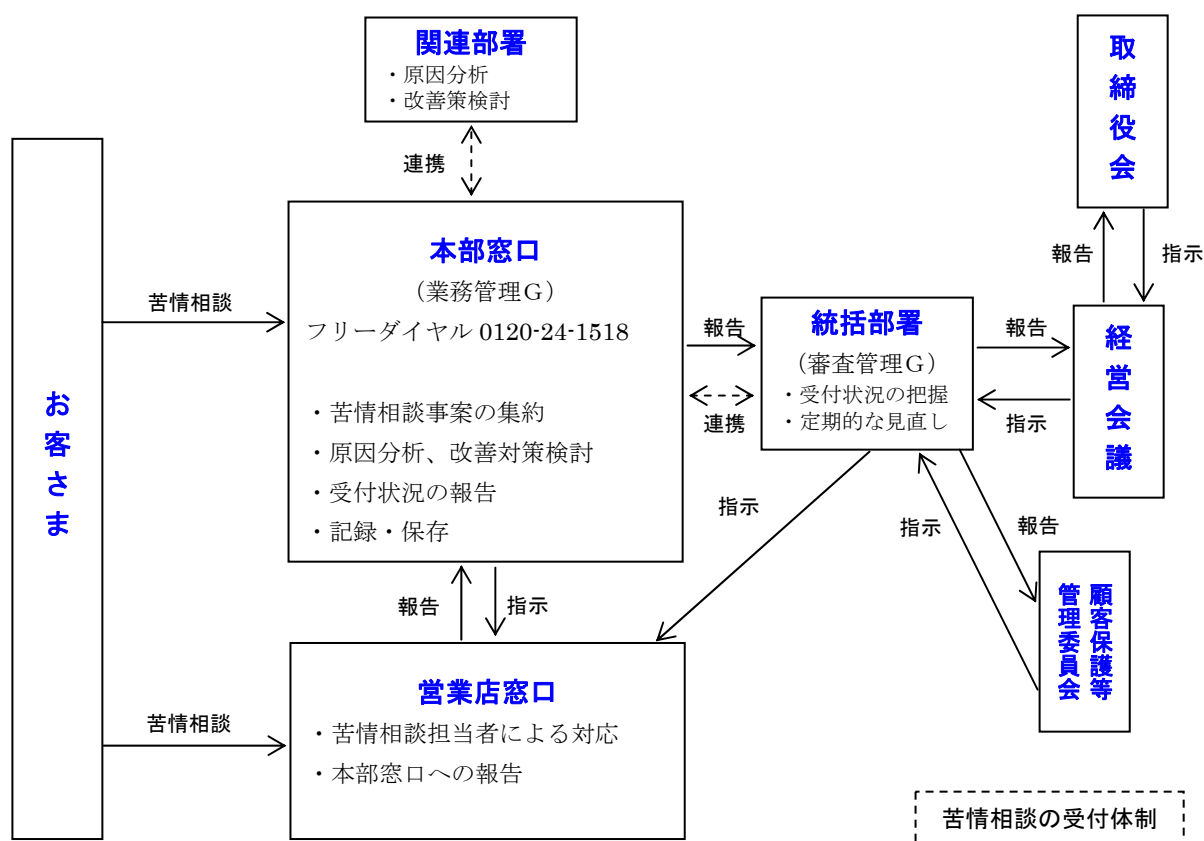 関連部署
・原因分析
・改善策検討
連携
お客さま
苦情相談
本部窓口
（業務管理Ｇ）
フリーダイヤル 0120-24-1518
・苦情相談事案の集約
・原因分析、改善対策検討
・受付状況の報告
・記録・保存
報告
連携
統括部署
（審査管理Ｇ）
・受付状況の把握
・定期的な見直し
報告
指示
取締役会
報告
指示
経営会議
指示
指示
報告
顧客保護等
管理委員会
報告
指示
苦情相談
営業店窓口
・苦情相談担当者による対応
・本部窓口への報告
苦情相談の受付体制